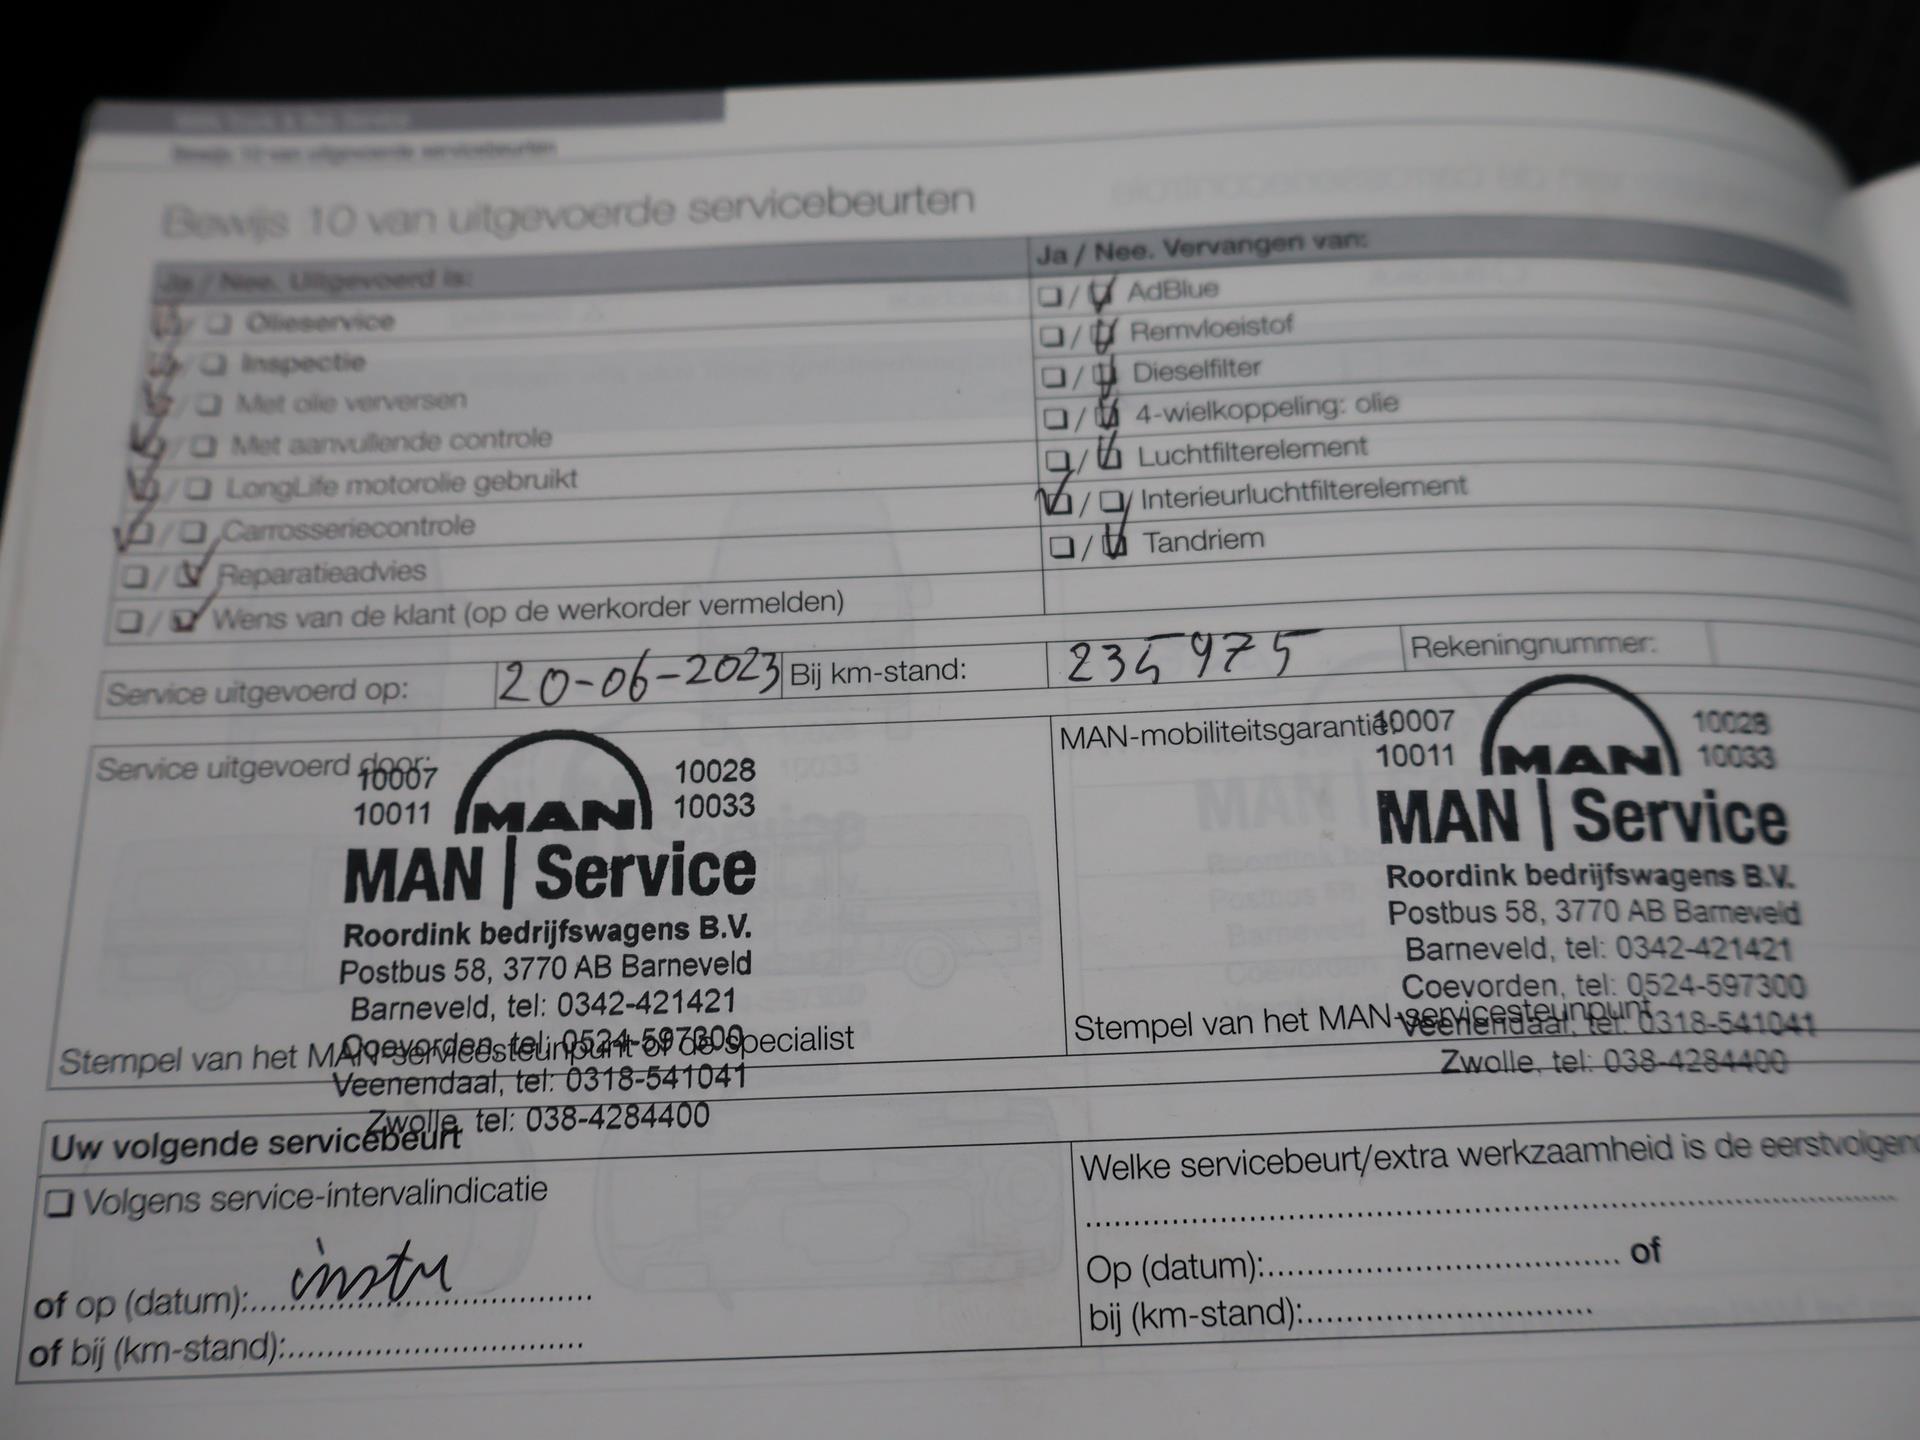 Bewijs 10 van uitgevoerde servicebeurten
Bewijs 10 van uitgevoerde servicebeurten
Ja / Nee. Uitgevoerd is:
Olieservice
Inspectie
Met olie verversen
Met aanvullende controle
LongLife motorolie gebruikt
Carrosseriecontrole
Reparatieadvies
Wens van de klant (op de werkorder vermelden)
Ja / Nee. Vervangen van:
AdBlue
Remvloeistof
Dieselfilter
4-wielkoppeling: olie
Luchtfilterelement
Interieurluchtfilterelement
Tandriem
Service uitgevoerd op: 20-06-2023 Bij km-stand: 235975 Rekeningnummer:
Service uitgevoerd door:
10007 10028
10011 MAN 10033
MAN | Service
Roordink bedrijfswagens B.V.
Postbus 58, 3770 AB Barneveld
Barneveld, tel: 0342-421421
Coevorden, tel: 0524-597300
Stempel van het MAN-servicesteunpunt of de specialist
Veenendaal, tel: 0318-541041
Zwolle, tel: 038-4284400
MAN-mobiliteitsgarantie:
10007 10028
10011 MAN 10033
MAN | Service
Roordink bedrijfswagens B.V.
Postbus 58, 3770 AB Barneveld
Barneveld, tel: 0342-421421
Coevorden, tel: 0524-597300
Stempel van het MAN-servicesteunpunt
Veenendaal, tel: 0318-541041
Zwolle, tel: 038-4284400
Uw volgende servicebeurt
Volgens service-intervalindicatie
of op (datum):
of bij (km-stand):
Welke servicebeurt/extra werkzaamheid is de
Op (datum): of
bij (km-stand):